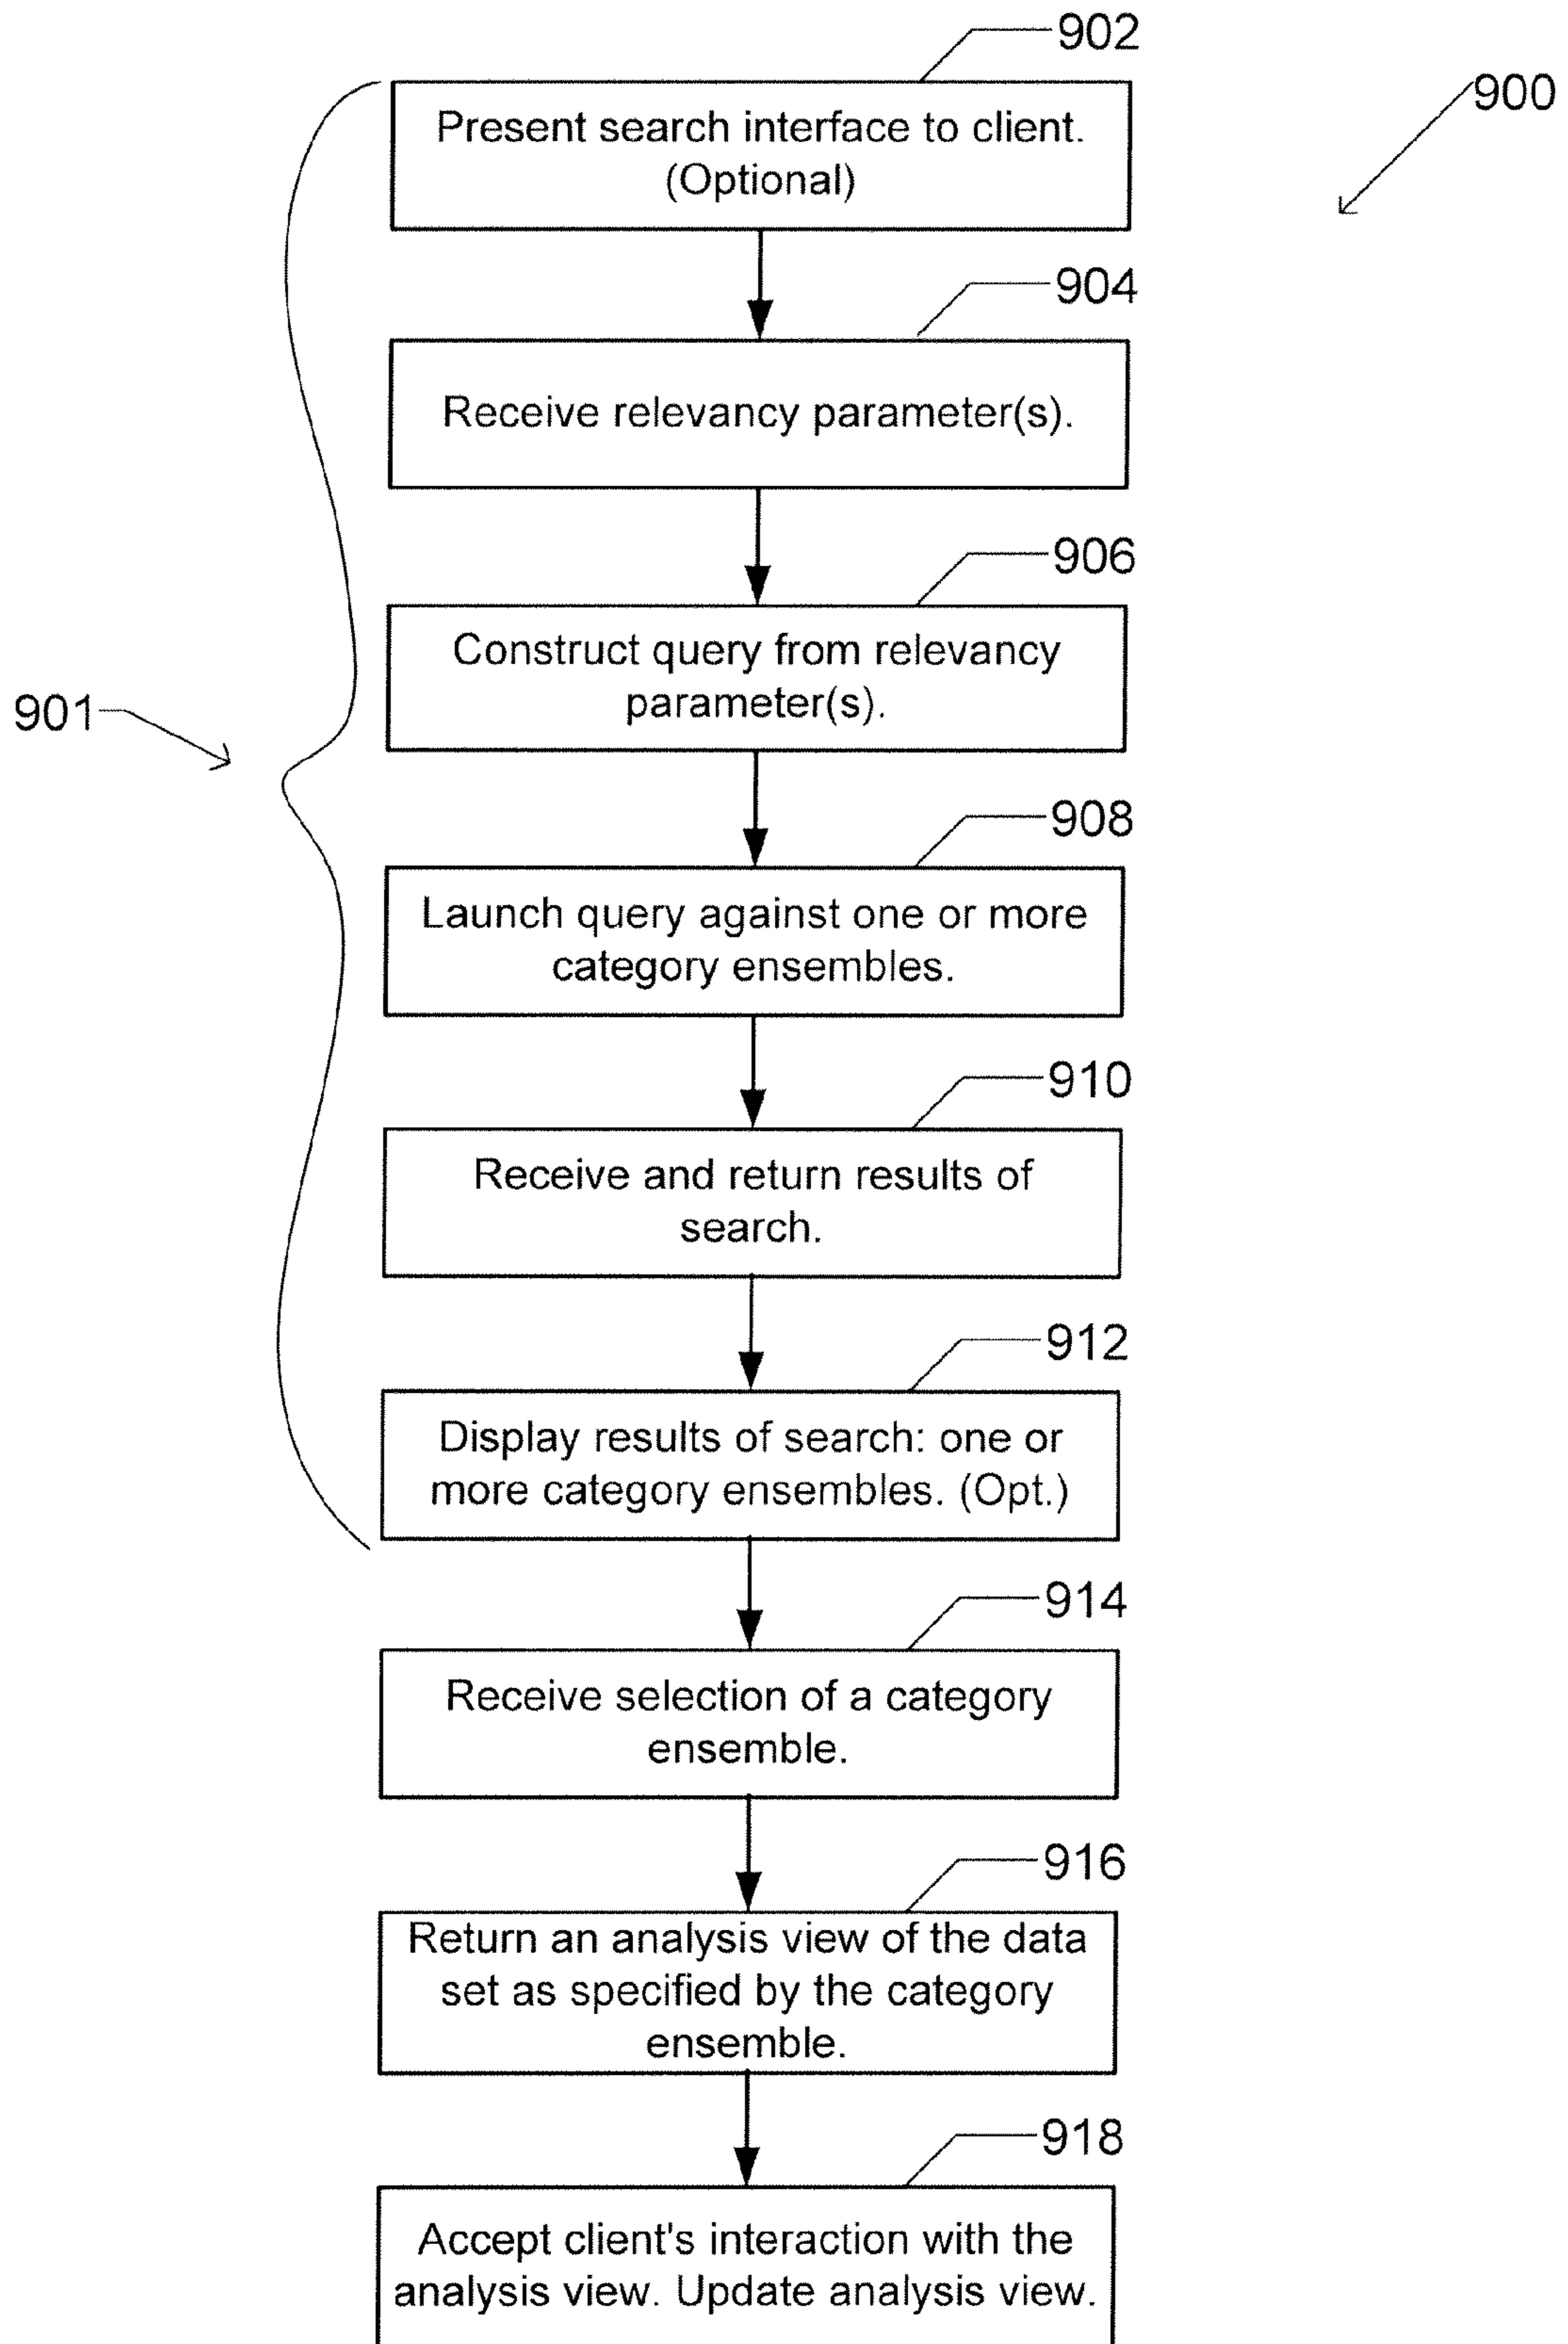 902
900
Present search interface to client.
(Optional)
904
Receive relevancy parameter(s).
906
Construct query from relevancy
parameter(s).
901
908
Launch query against one or more
category ensembles.
910
Receive and return results of
search.
912
Display results of search: one or
more category ensembles. (Opt.)
914
Receive selection of a category
ensemble.
916
Return an analysis view of the data
set as specified by the category
ensemble.
918
Accept client's interaction with the
analysis view. Update analysis view.